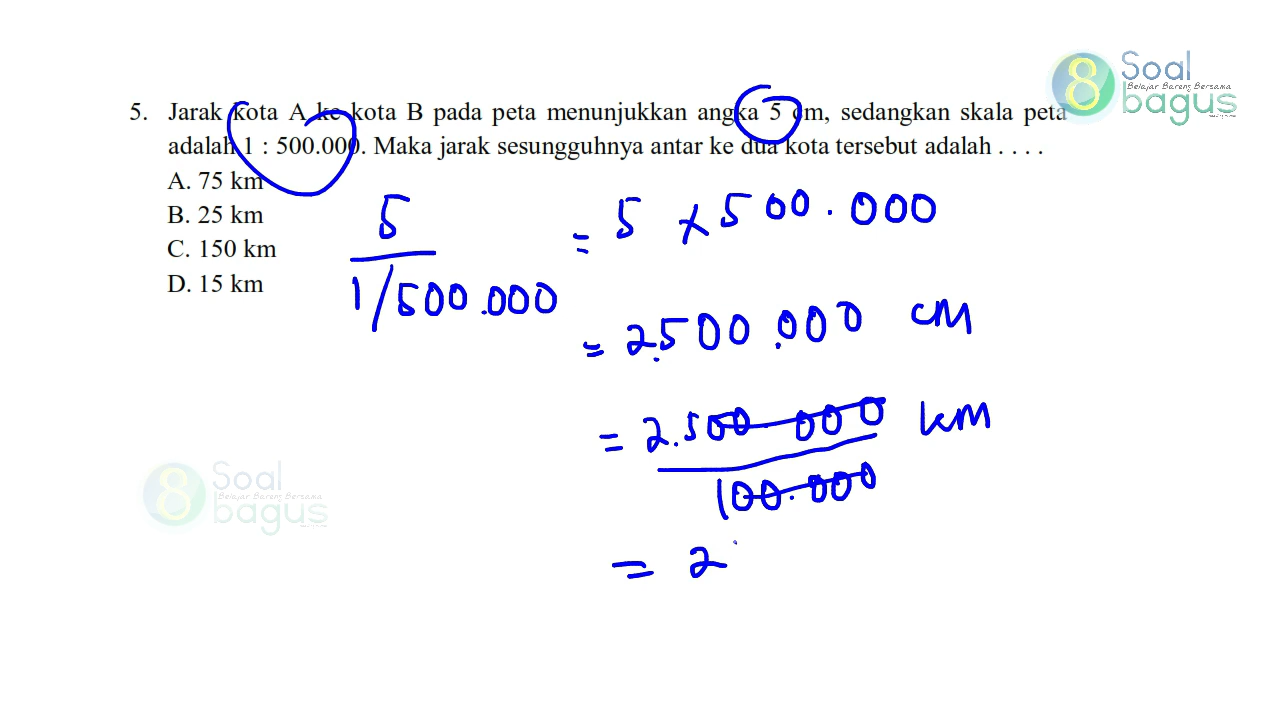 Soal
Belajar Bareng Bersama
bagus
5. Jarak kota A ke kota B pada peta menunjukkan angka 5 cm, sedangkan skala peta
adalah 1 : 500.000. Maka jarak sesungguhnya antar ke dua kota tersebut adalah . . . .
A. 75 km
B. 25 km
C. 150 km
D. 15 km
5
1/500.000
= 5 x 500.000
= 2.500.000 cM
= 2.500.000 kM
100.000
= 2
Soal
Belajar Bareng Bersama
bagus